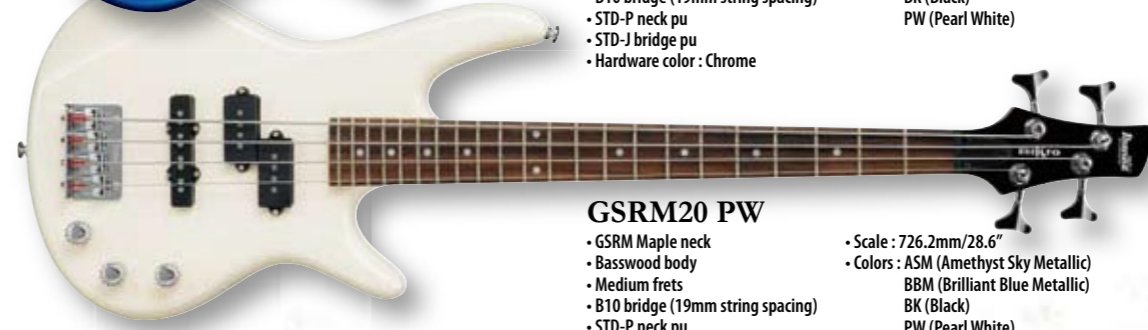 • B10 bridge (19mm string spacing)
• STD-P neck pu
• STD-J bridge pu
• Hardware color : Chrome
BK (Black)
PW (Pearl White)
mikro
Ibanez
GSRM20 PW
• GSRM Maple neck
• Basswood body
• Medium frets
• B10 bridge (19mm string spacing)
• STD-P neck pu
• Scale : 726.2mm/28.6”
• Colors : ASM (Amethyst Sky Metallic)
BBM (Brilliant Blue Metallic)
BK (Black)
PW (Pearl White)